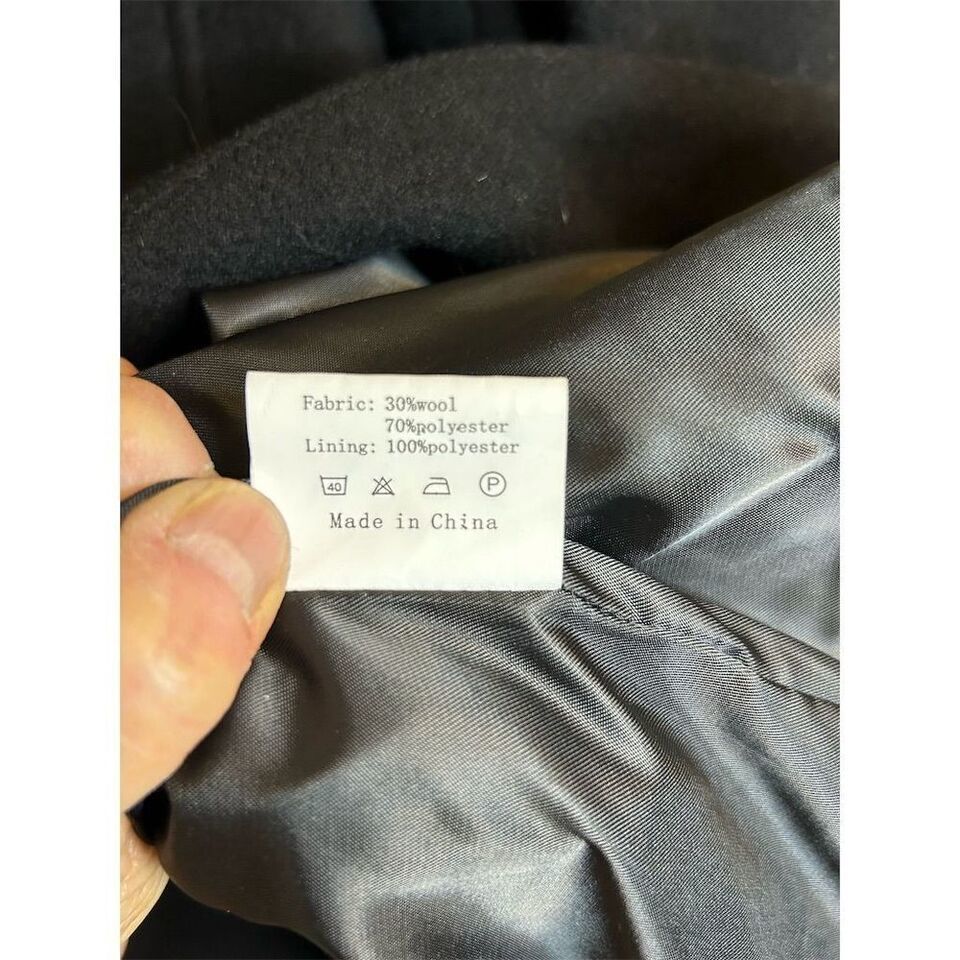 Fabric: 30%wool
70%polyester
Lining: 100%polyester
40 P
Made in China